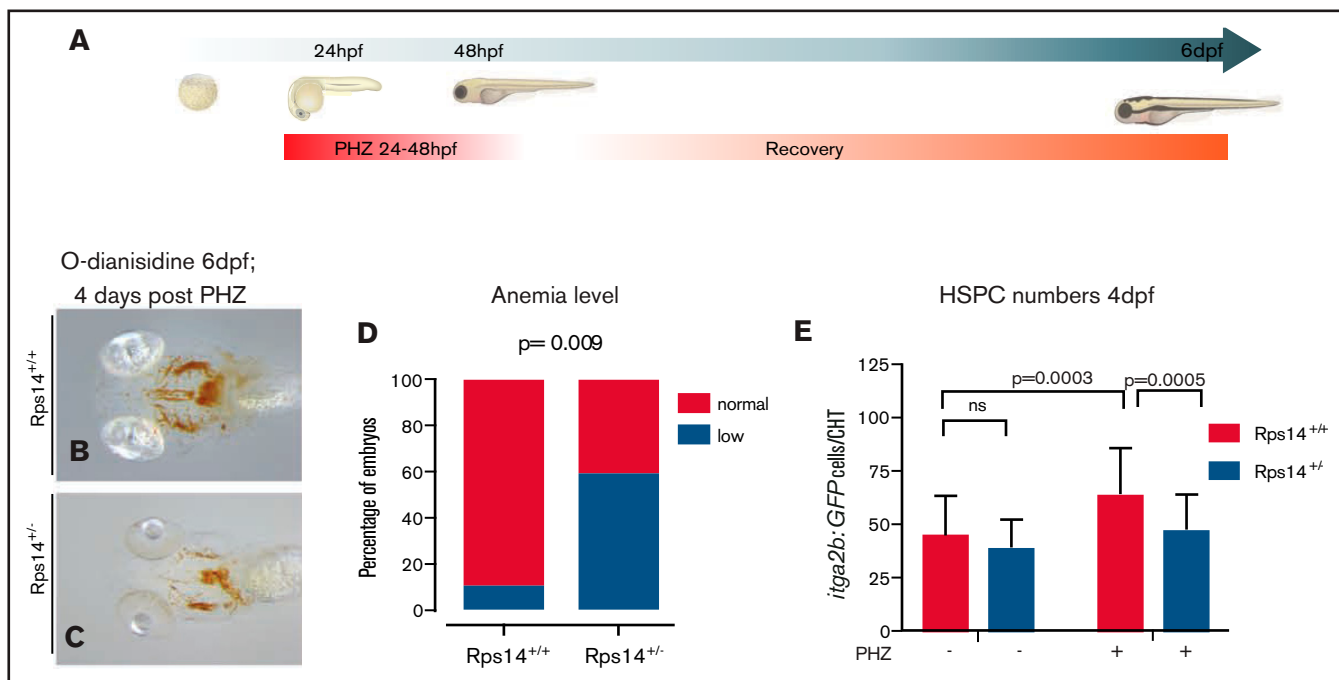 A
24hpf 48hpf 6dpf
PHZ 24-48hpf Recovery
O-dianisidine 6dpf;
4 days post PHZ
Rps14+/+
B
Rps14+/-
C
D
Anemia level
p= 0.009
Percentage of embryos
100
80
60
40
20
0
Rps14+/+ Rps14+/-
normal
low
E
HSPC numbers 4dpf
itga2b: GFP cells/CHT
125
100
75
50
25
0
p=0.0003 p=0.0005
ns
Rps14+/+
Rps14+/-
PHZ - - + +